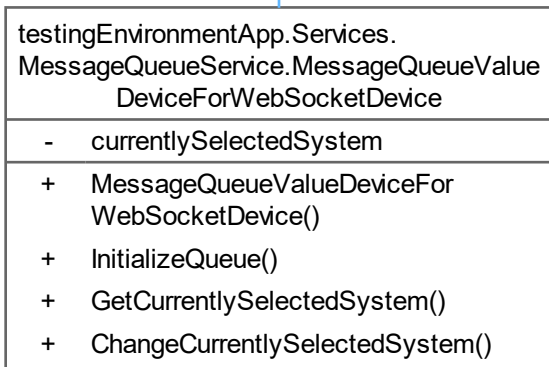 testingEnvironmentApp.Services.
MessageQueueService.MessageQueueValue
DeviceForWebSocketDevice
- currentlySelectedSystem
+ MessageQueueValueDeviceFor
WebSocketDevice()
+ InitializeQueue()
+ GetCurrentlySelectedSystem()
+ ChangeCurrentlySelectedSystem()